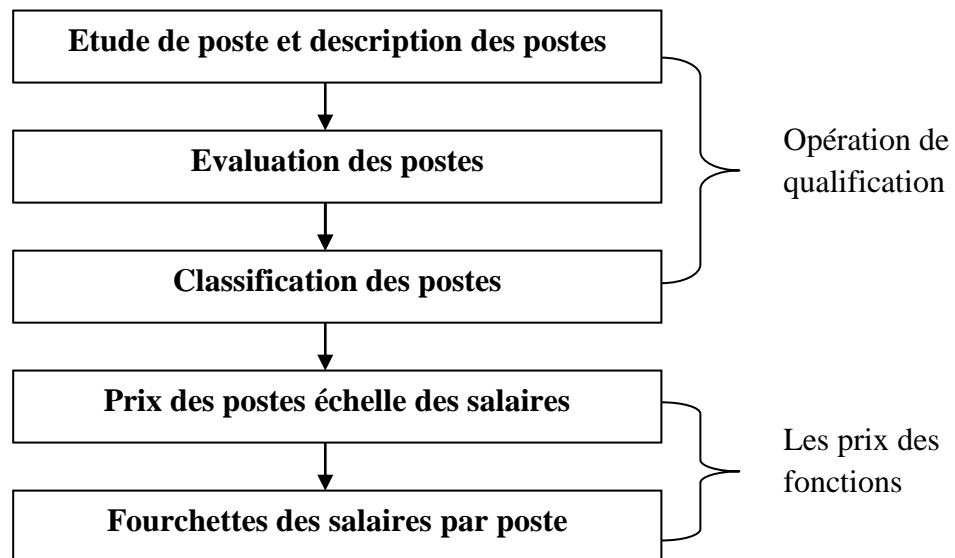 Etude de poste et description des postes
Evaluation des postes
Opération de
qualification
Classification des postes
Prix des postes échelle des salaires
Les prix des
fonctions
Fourchettes des salaires par poste